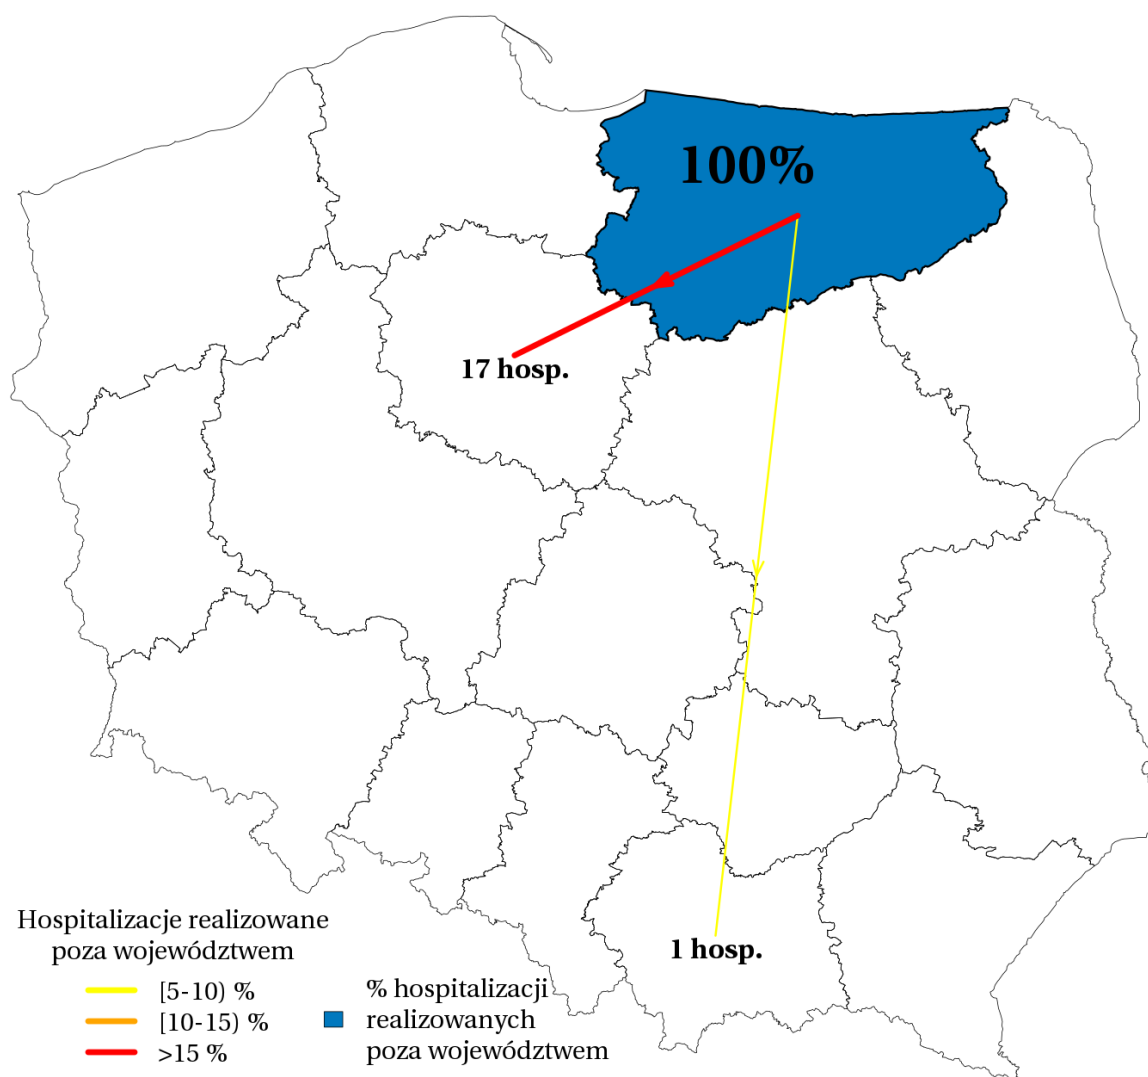 100%
17 hosp.
1 hosp.
Hospitalizacje realizowane
poza województwem
[5-10) %
[10-15) %
>15 %
% hospitalizacji
realizowanych
poza województwem